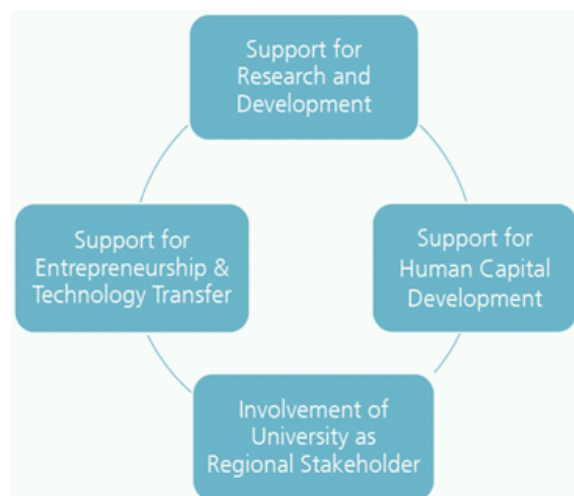 Support for
Research and
Development
Support for
Entrepreneurship &
Technology Transfer
Support for
Human Capital
Development
Involvement of
University as
Regional Stakeholder